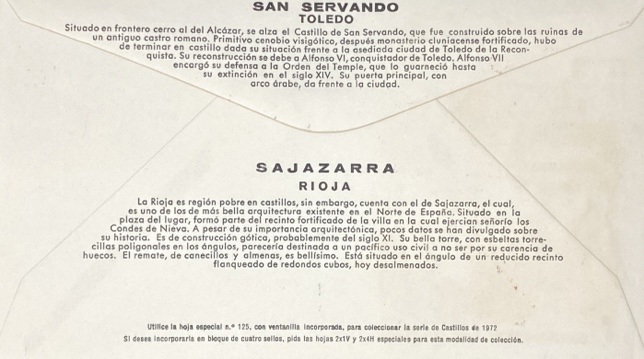 SAN SERVANDO
TOLEDO
Situado en frontero cerro al del Alcázar, se alza el Castillo de San Servando, que fue construido sobre las ruinas de
un antiguo castro romano. Primitivo cenobio visigótico, después monasterio cluniacense fortificado, hubo
de terminar en castillo dada su situación frente a la asediada ciudad de Toledo de la Recon-
quista. Su reconstrucción se debe a Alfonso VI, conquistador de Toledo. Alfonso VII
encargó su defensa a la Orden del Temple, que lo guarneció hasta
su extinción en el siglo XIV. Su puerta principal, con
arco árabe, da frente a la ciudad.
SAJAZARRA
RIOJA
La Rioja es región pobre en castillos, sin embargo, cuenta con el de Sajazarra, el cual,
es uno de los de más bella arquitectura existente en el Norte de España. Situado en la
plaza del lugar, formó parte del recinto fortificado de la villa en la cual ejercían señorío los
Condes de Nieva. A pesar de su importancia arquitectónica, pocos datos se han divulgado sobre
su historia. Es de construcción gótica, probablemente del siglo XI. Su bella torre, con esbeltas torre-
cillas poligonales en los ángulos, parecería destinada a un pacífico uso civil a no ser por su carencia de
huecos. El remate, de canecillos y almenas, es bellísimo. Está situado en el ángulo de un reducido recinto
flanqueado de redondos cubos, hoy desalmenados.
Utilice la hoja especial n.º 125, con ventanilla incorporada, para coleccionar la serie de Castillos de 1972
Si desea incorporarla en bloque de cuatro sellos, pida las hojas 2x1V y 2x4H especiales para esta modalidad de colección.